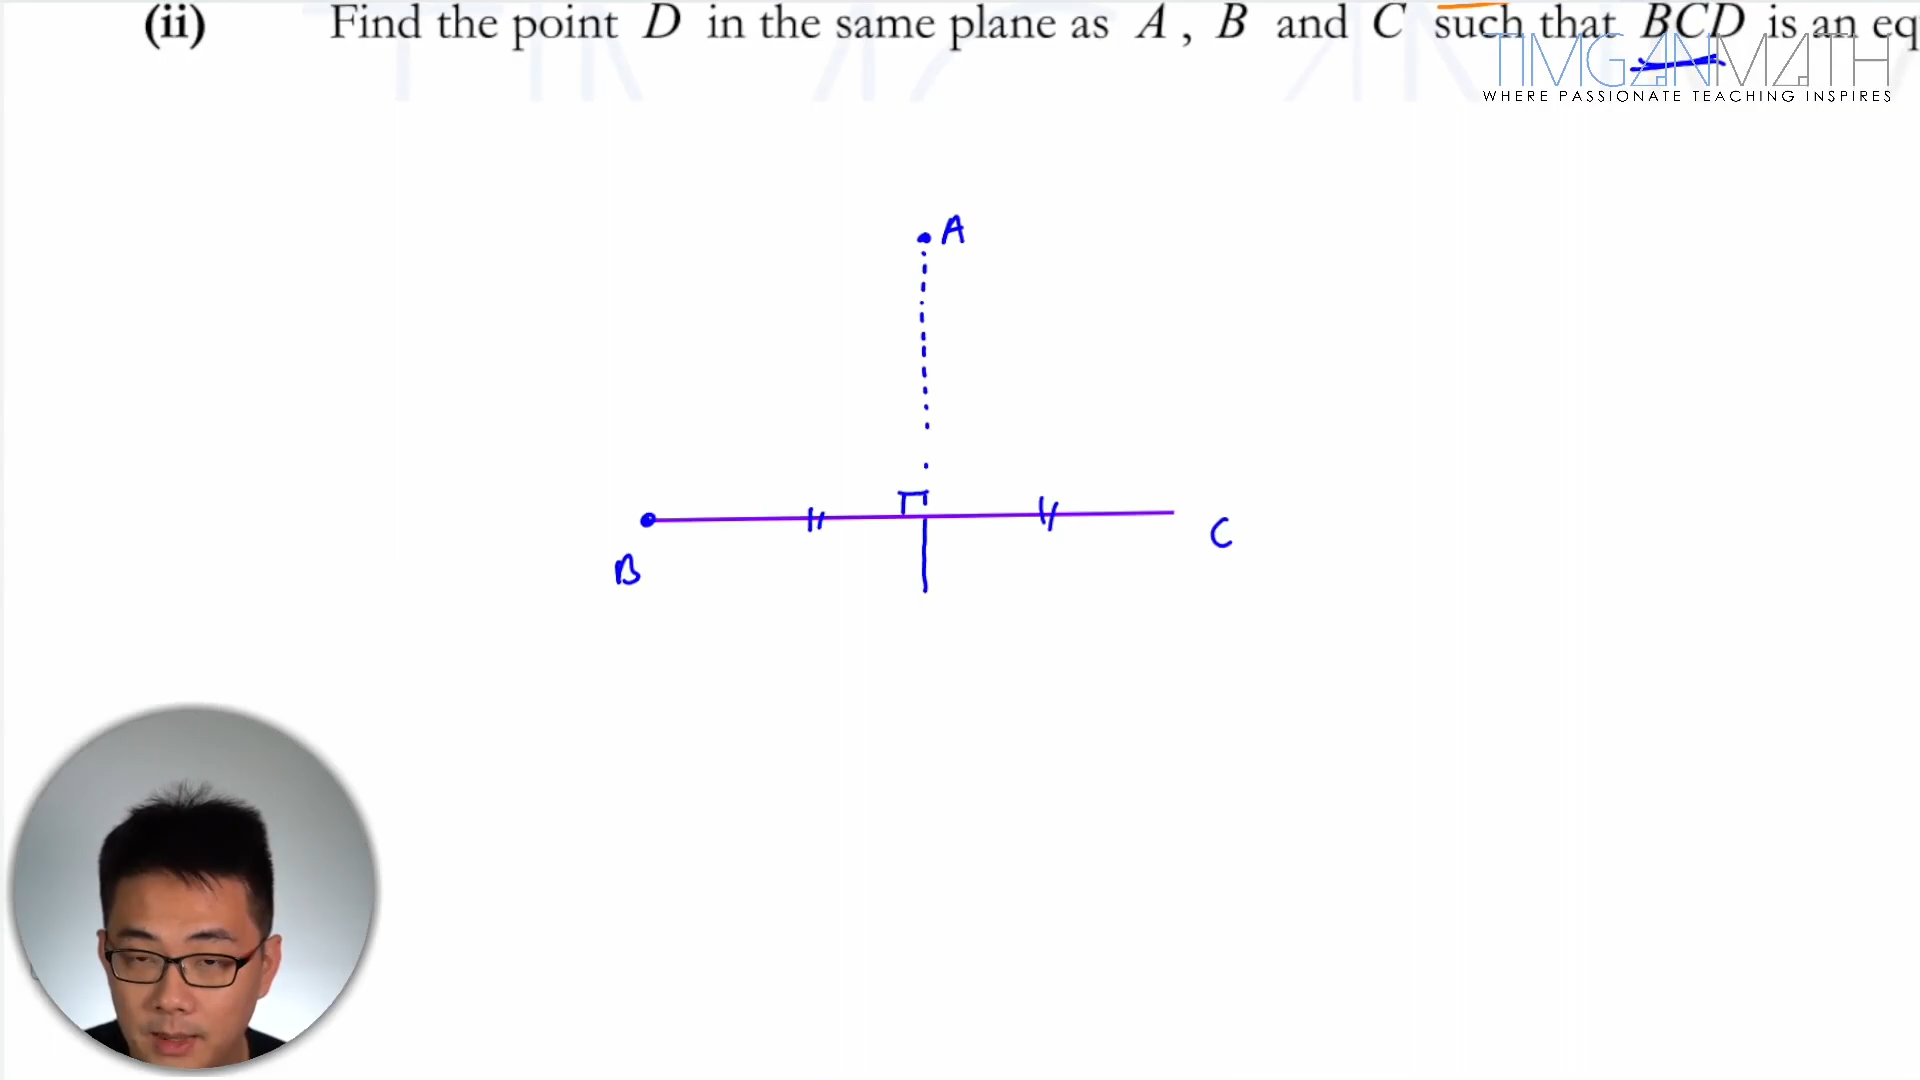 (ii) Find the point D in the same plane as A , B and C such that BCD is an eq
TIMGANMATH
WHERE PASSIONATE TEACHING INSPIRES
A
B
C